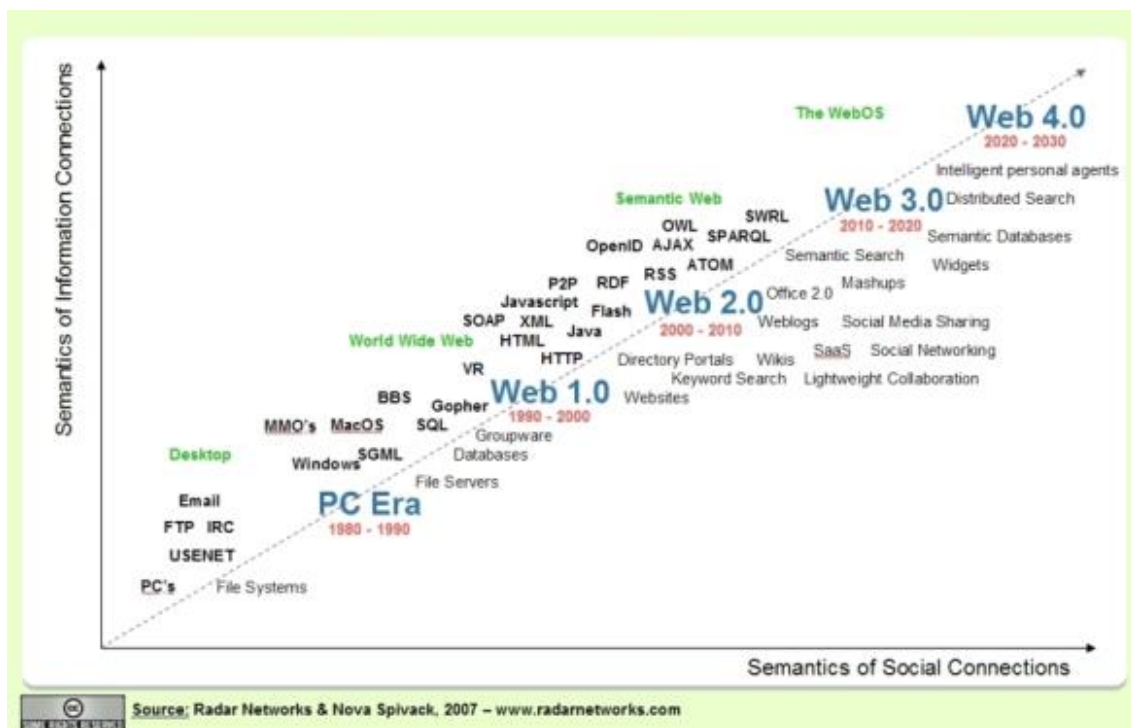 Semantics of Information Connections
The WebOS
Web 4.0
2020 - 2030
Intelligent personal agents
Semantic Web
Web 3.0
Distributed Search
2010 - 2020
SWRL
OWL
SPARQL
Semantic Databases
OpenID
AJAX
Semantic Search
Widgets
ATOM
RSS
P2P
RDF
Mashups
Office 2.0
Web 2.0
2000 - 2010
Javascript
Flash
SOAP
XML
Java
Weblogs
Social Media Sharing
World Wide Web
HTML
HTTP
Directory Portals
Wikis
SaaS
Social Networking
VR
Keyword Search
Lightweight Collaboration
Web 1.0
1990 - 2000
Websites
BBS
Gopher
MMO's
MacOS
SQL
Groupware
Desktop
Windows
SGML
Databases
File Servers
PC Era
1980 - 1990
Email
FTP IRC
USENET
PC's
File Systems
Semantics of Social Connections
cc
SOME RIGHTS RESERVED
Source: Radar Networks & Nova Spivack, 2007 – www.radarnetworks.com